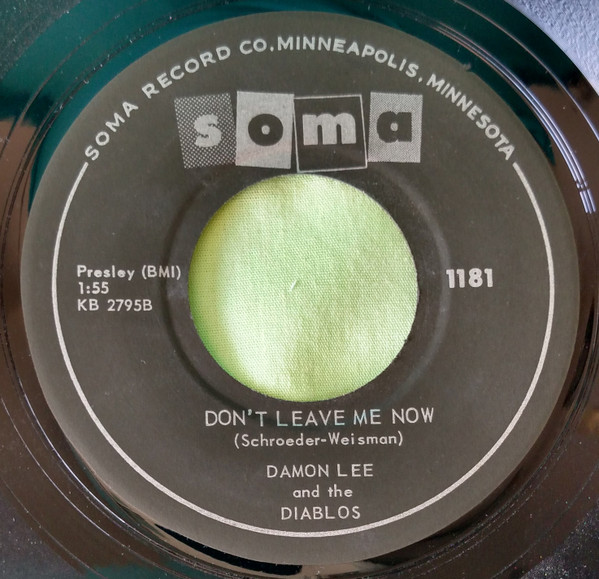 SOMA RECORD CO. MINNEAPOLIS, MINNESOTA
soma
Presley (BMI)
1:55
KB 2795B
1181
DON'T LEAVE ME NOW
(Schroeder-Weisman)
DAMON LEE
and the
DIABLOS